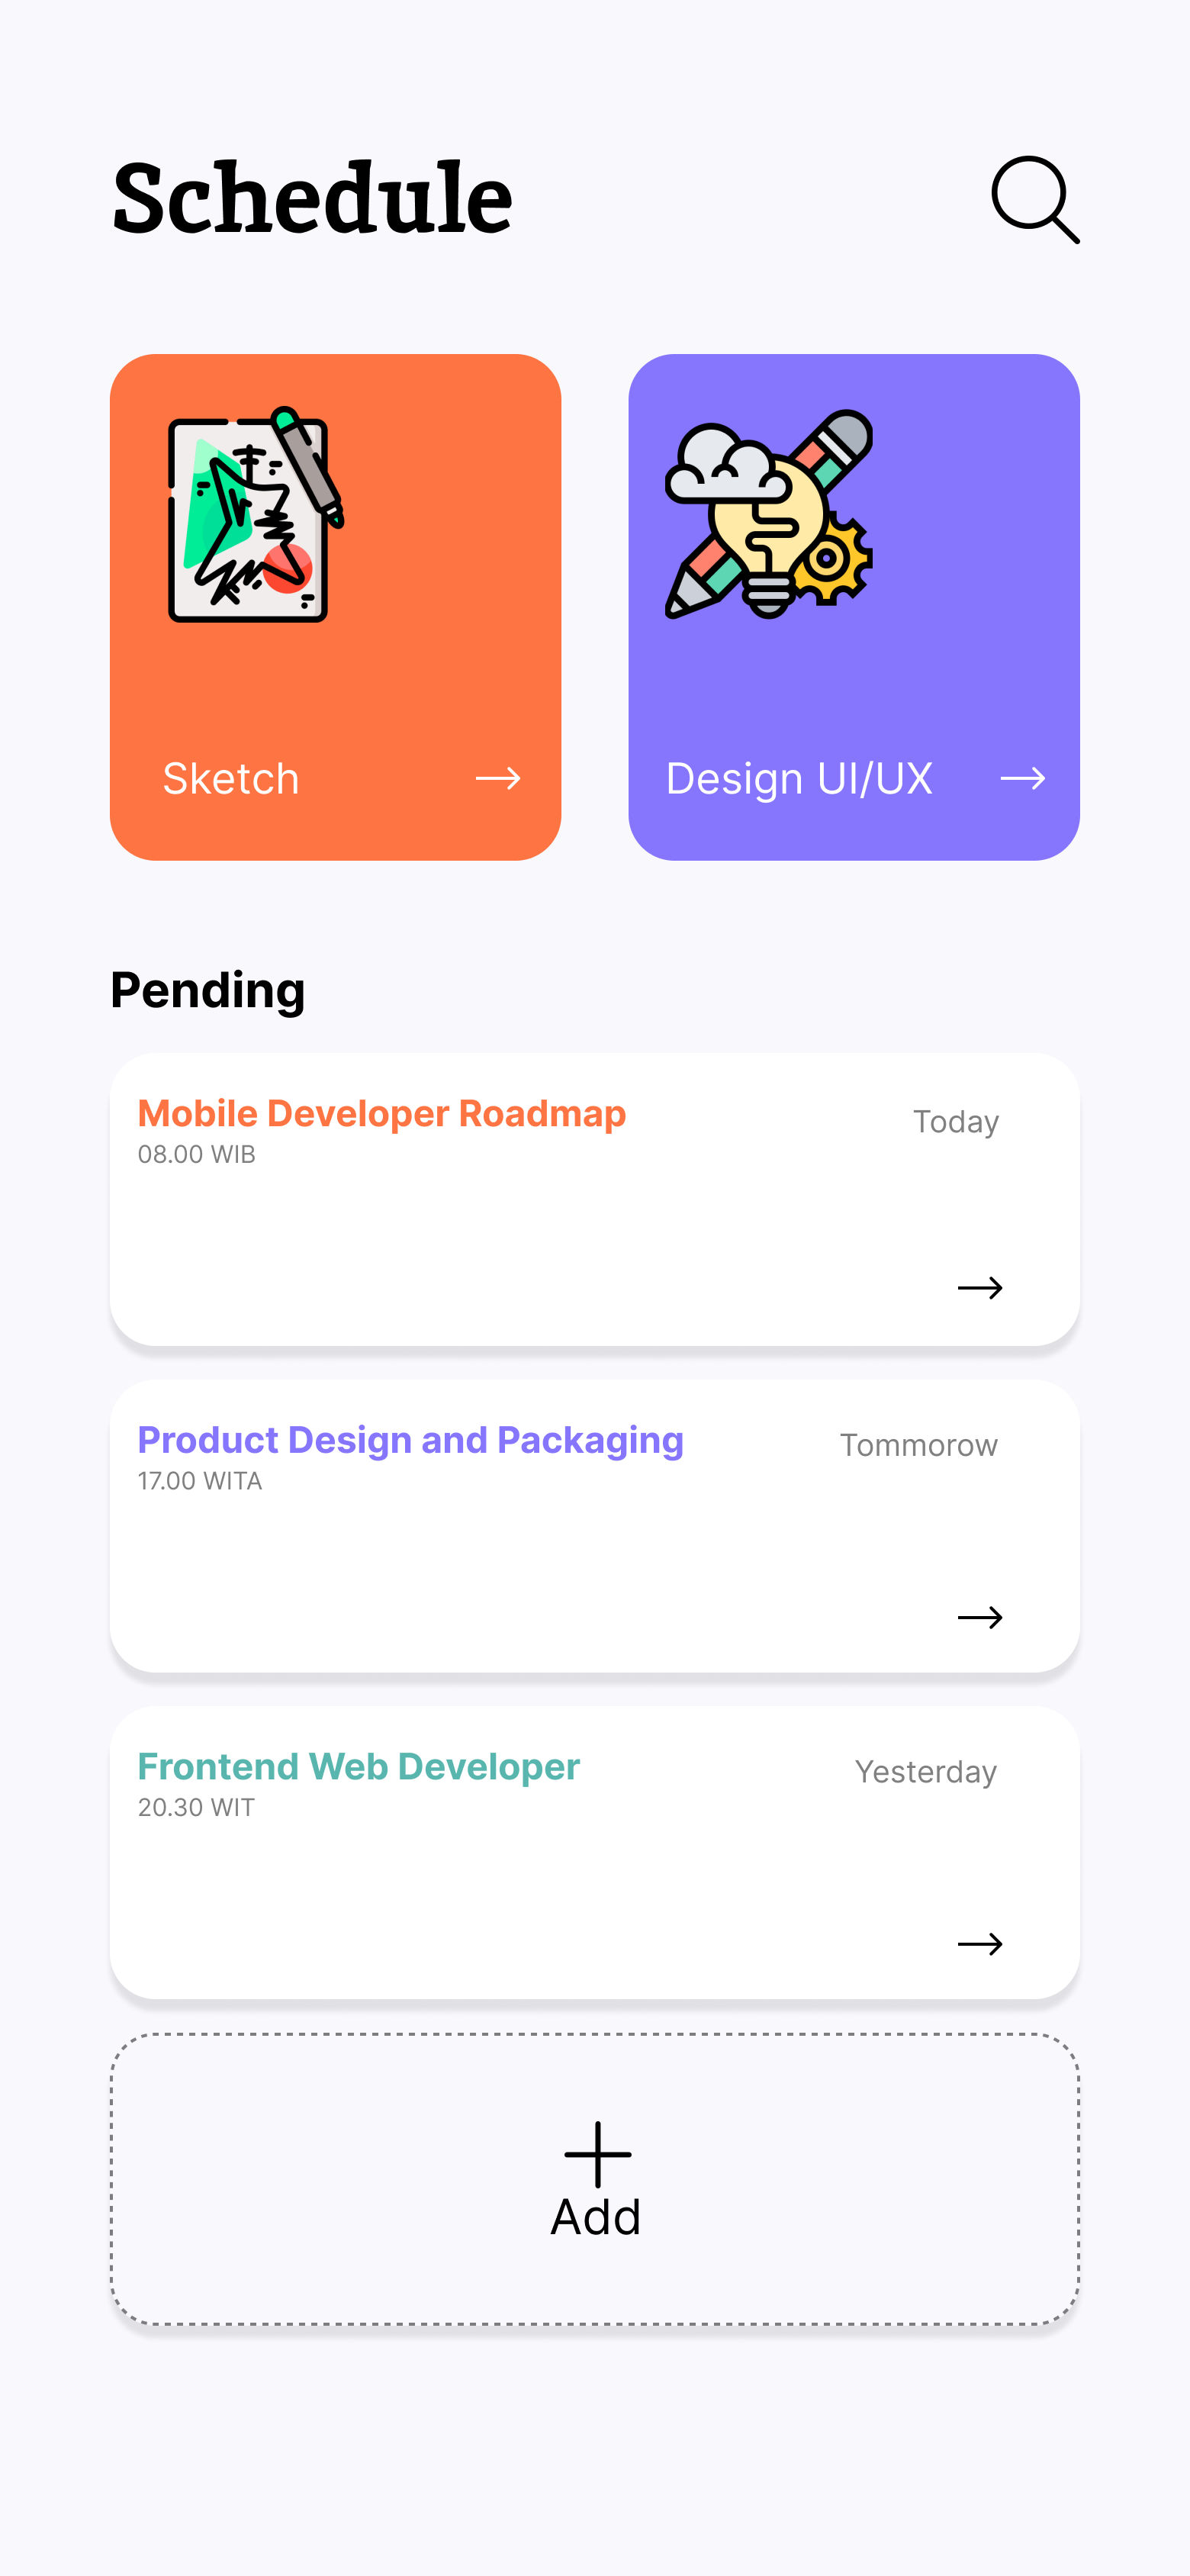 Schedule
Sketch
Design UI/UX
Pending
Mobile Developer Roadmap
Today
08.00 WIB
Product Design and Packaging
Tommorow
17.00 WITA
Frontend Web Developer
Yesterday
20.30 WIT
Add